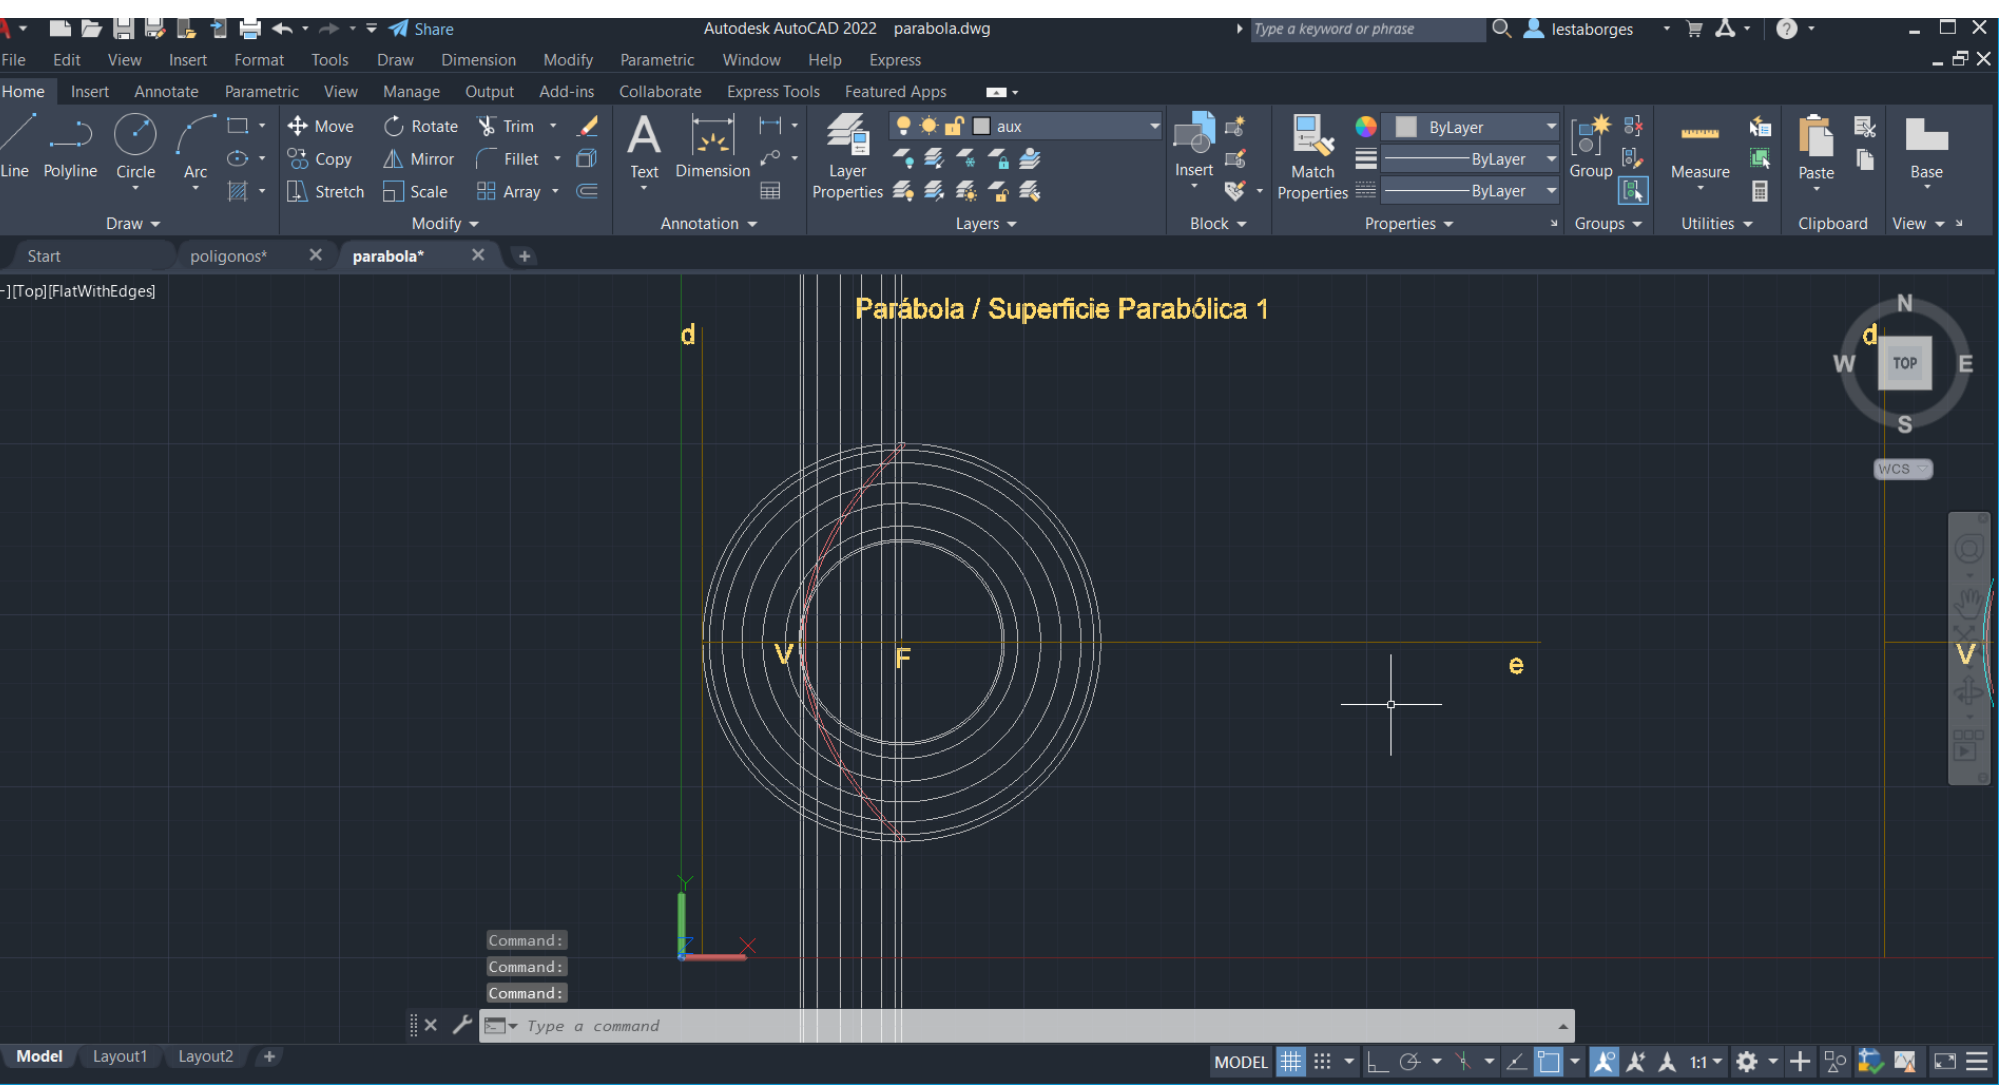 Share
Autodesk AutoCAD 2022 parabola.dwg
Type a keyword or phrase
lestaborges
File Edit View Insert Format Tools Draw Dimension Modify Parametric Window Help Express
Home Insert Annotate Parametric View Manage Output Add-ins Collaborate Express Tools Featured Apps
Line Polyline Circle Arc
Move Rotate Trim
Copy Mirror Fillet
Stretch Scale Array
Text Dimension
Layer Properties
aux
Insert
Match Properties
ByLayer
ByLayer
ByLayer
Group
Measure
Paste
Base
Draw Modify Annotation Layers Block Properties Groups Utilities Clipboard View
Start poligonos* parabola*
-][Top][FlatWithEdges]
Parábola / Superficie Parabólica 1
d
d
N
W TOP E
S
WCS
V F e V
Y
X
Z
Command:
Command:
Command:
Type a command
Model Layout1 Layout2
MODEL 1:1